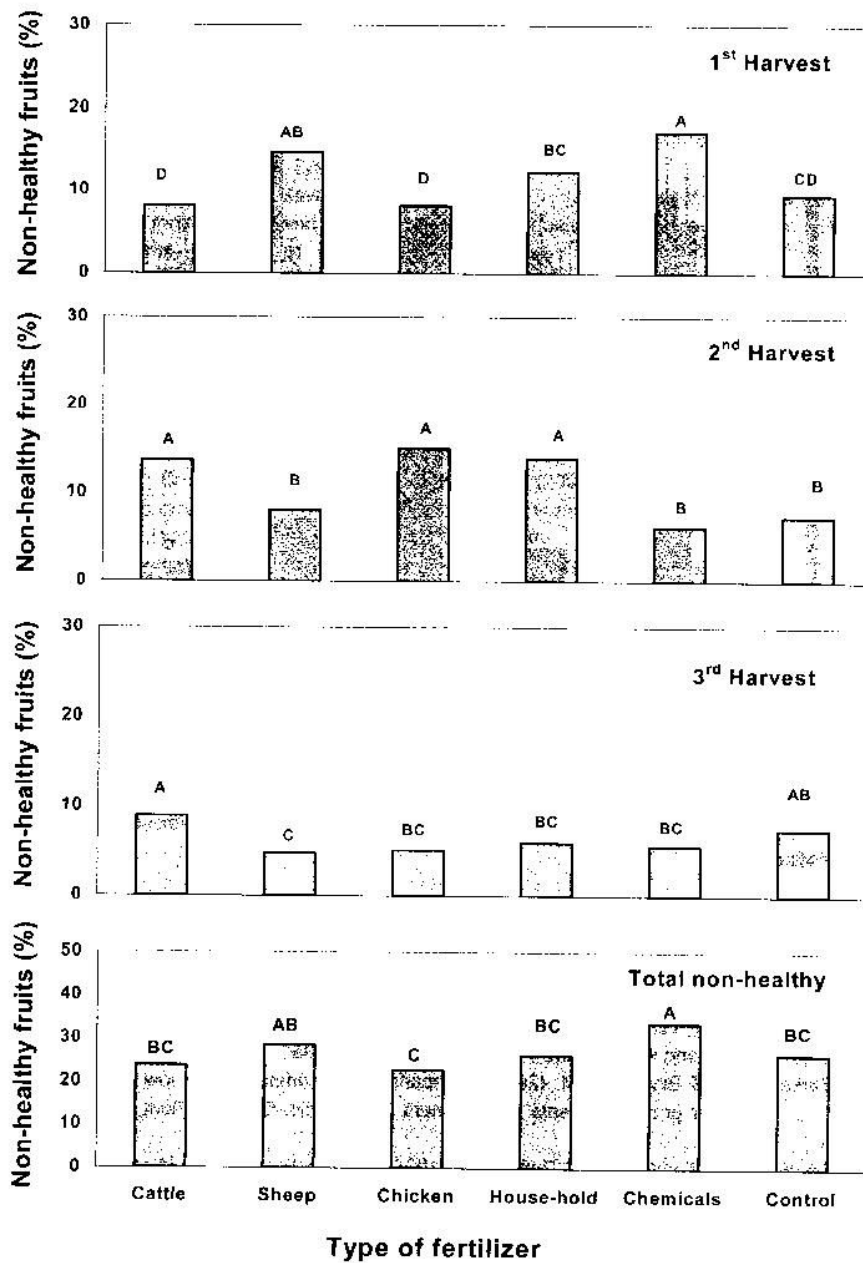 Non-healthy fruits (%)
30
20
10
0
1st Harvest
D
AB
D
BC
A
CD
Non-healthy fruits (%)
30
20
10
0
2nd Harvest
A
B
A
A
B
B
Non-healthy fruits (%)
30
20
10
0
3rd Harvest
A
C
BC
BC
BC
AB
Non-healthy fruits (%)
50
40
30
20
10
0
Total non-healthy
BC
AB
C
BC
A
BC
Cattle Sheep Chicken House-hold Chemicals Control
Type of fertilizer